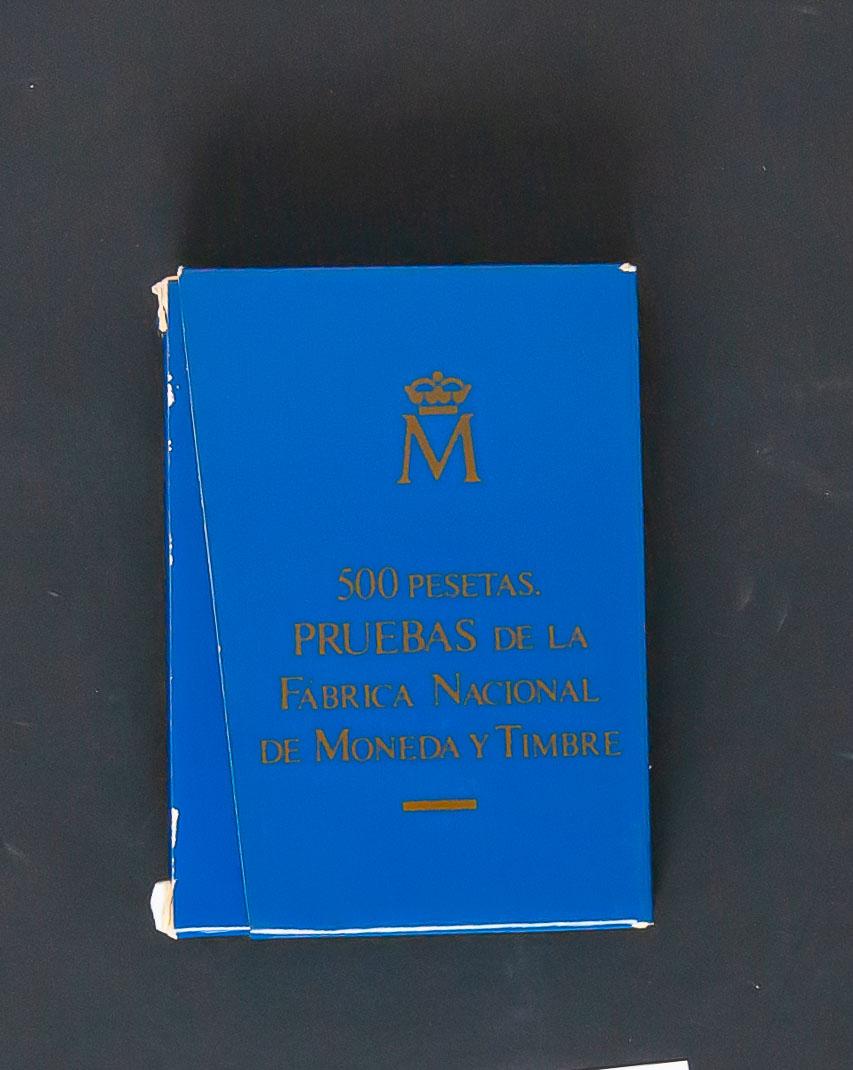 M
500 PESETAS.
PRUEBAS DE LA
FÁBRICA NACIONAL
DE MONEDA Y TIMBRE